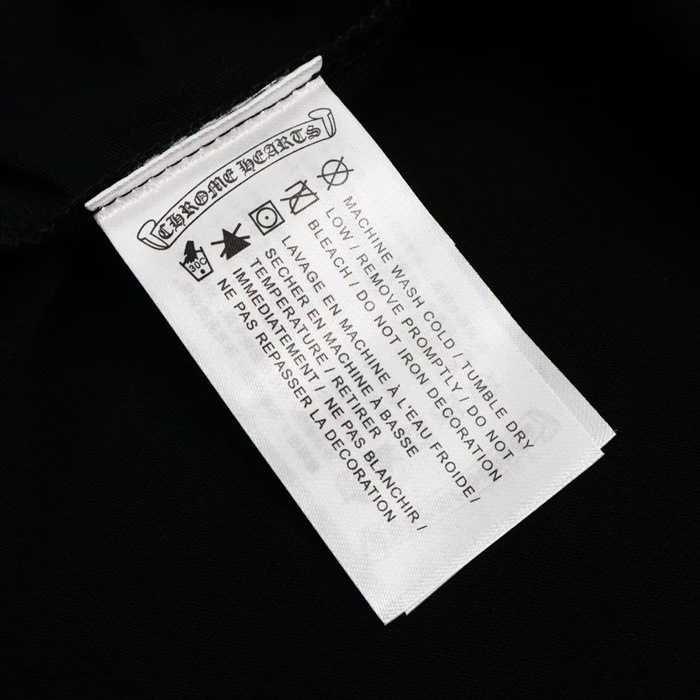 CHROME HEARTS
30C
MACHINE WASH COLD / TUMBLE DRY
LOW / REMOVE PROMPTLY / DO NOT
BLEACH / DO NOT IRON DECORATION
LAVAGE EN MACHINE À L'EAU FROIDE /
SECHER EN MACHINE A BASSE
TEMPERATURE / RETIRER
IMMEDIATEMENT / NE PAS BLANCHIR /
NE PAS REPASSER LA DECORATION